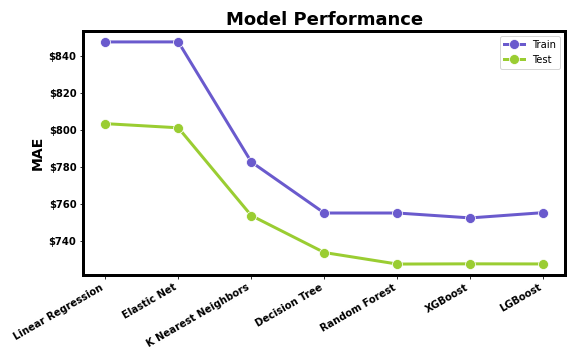 Model Performance
Train
Test
MAE
$840
$820
$800
$780
$760
$740
Linear Regression
Elastic Net
K Nearest Neighbors
Decision Tree
Random Forest
XGBoost
LGBoost